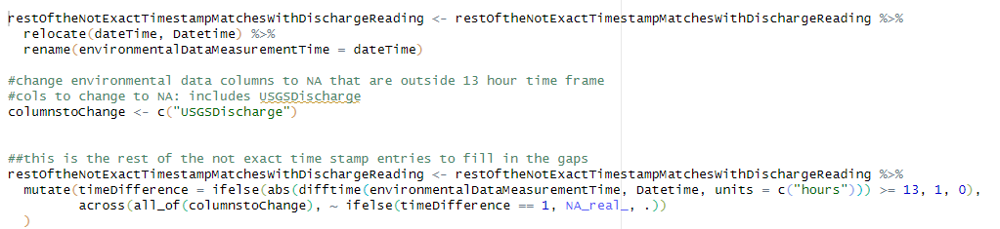 restOftheNotExactTimestampMatchesWithDischargeReading <- restOftheNotExactTimestampMatchesWithDischargeReading %>%
  relocate(dateTime, Datetime) %>%
  rename(environmentalDataMeasurementTime = dateTime)
#change environmental data columns to NA that are outside 13 hour time frame
#cols to change to NA: includes USGSDischarge
columnstoChange <- c("USGSDischarge")
##this is the rest of the not exact time stamp entries to fill in the gaps
restOftheNotExactTimestampMatchesWithDischargeReading <- restOftheNotExactTimestampMatchesWithDischargeReading %>%
  mutate(timeDifference = ifelse(abs(difftime(environmentalDataMeasurementTime, Datetime, units = c("hours"))) >= 13, 1, 0),
         across(all_of(columnstoChange), ~ ifelse(timeDifference == 1, NA_real_, .))
  )